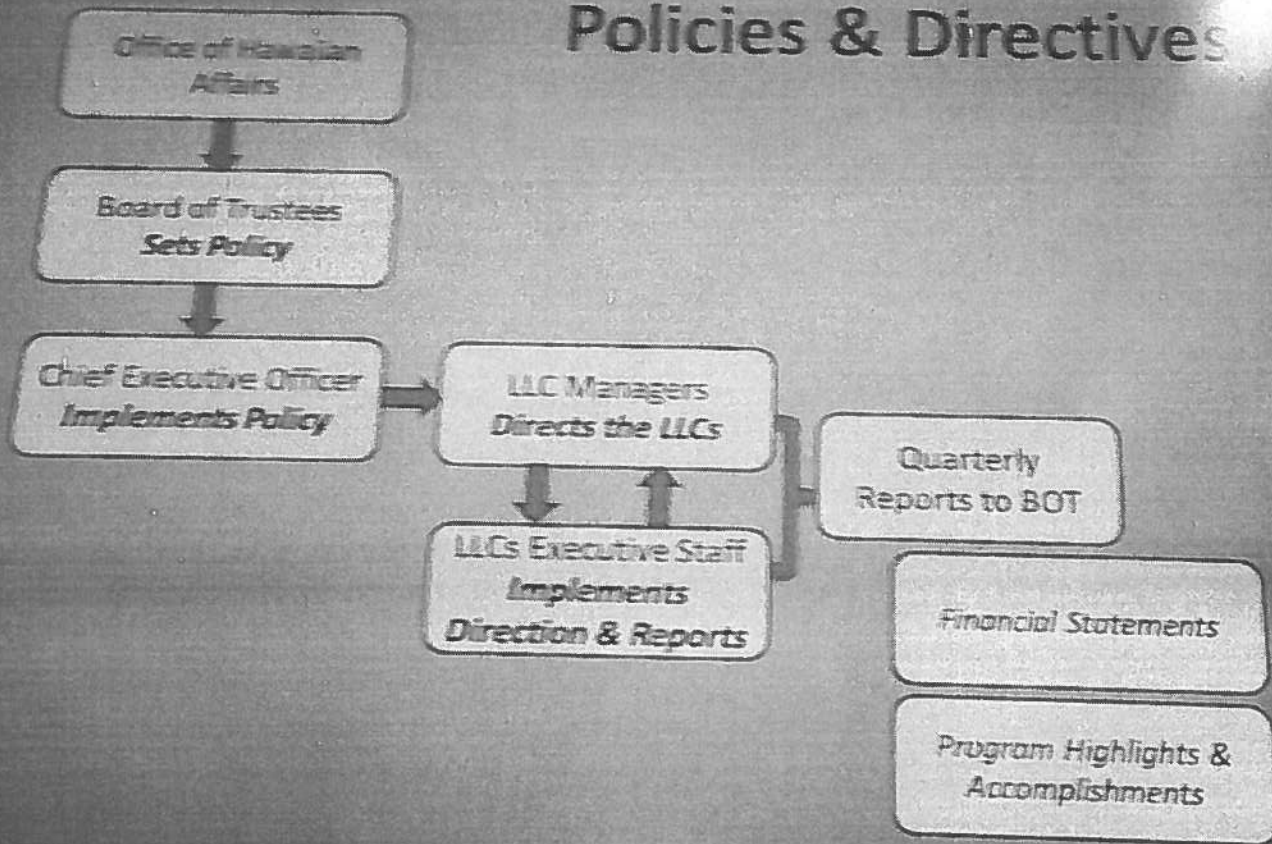 Policies & Directives
Office of Hawaiian
Affairs
Board of Trustees
Sets Policy
Chief Executive Officer
Implements Policy
LLC Managers
Directs the LLCs
LLCs Executive Staff
Implements
Direction & Reports
Quarterly
Reports to BOT
Financial Statements
Program Highlights &
Accomplishments